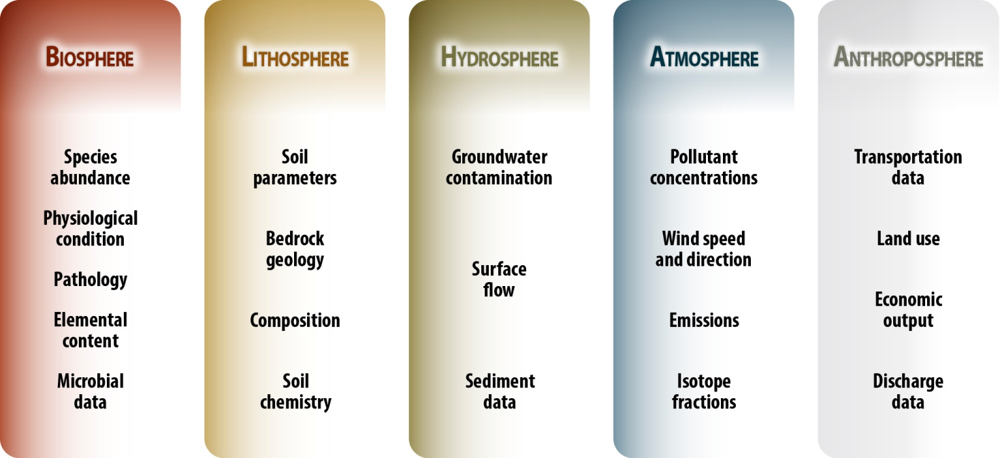 BIOSPHERE
Species
abundance
Physiological
condition
Pathology
Elemental
content
Microbial
data
LITHOSPHERE
Soil
parameters
Bedrock
geology
Composition
Soil
chemistry
HYDROSPHERE
Groundwater
contamination
Surface
flow
Sediment
data
ATMOSPHERE
Pollutant
concentrations
Wind speed
and direction
Emissions
Isotope
fractions
ANTHROPOSPHERE
Transportation
data
Land use
Economic
output
Discharge
data